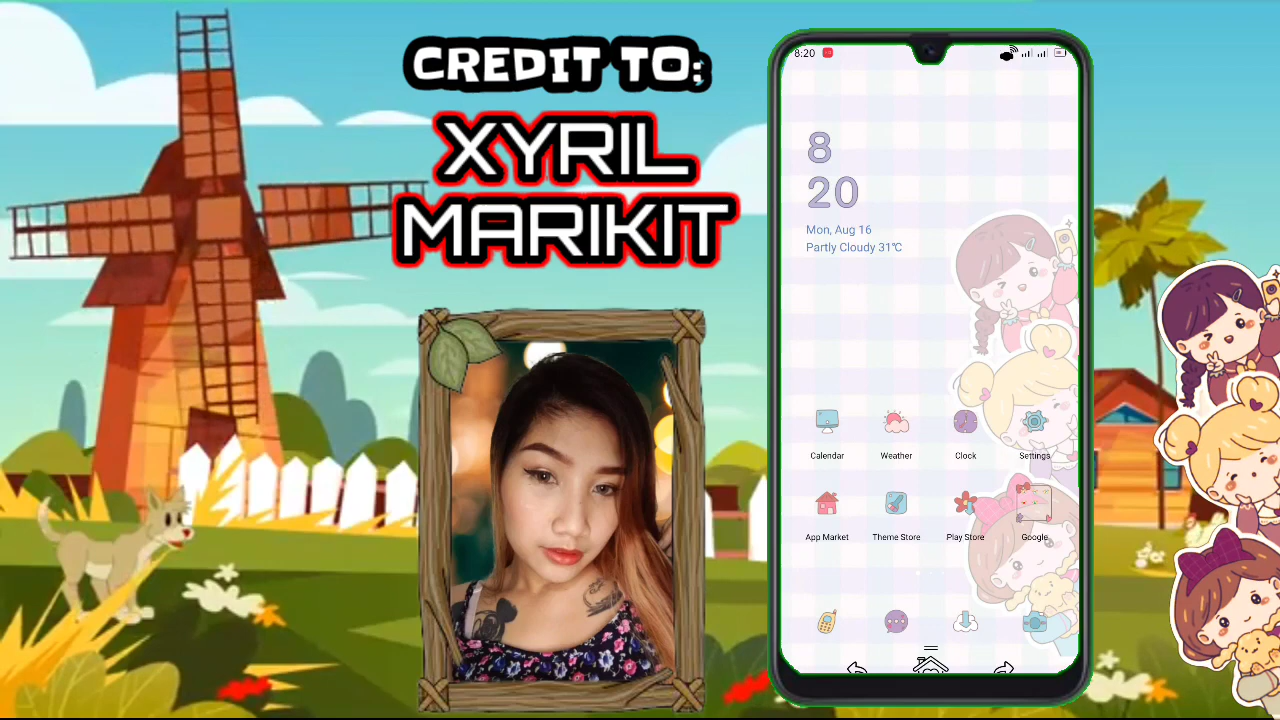 CREDIT TO;
XYRIL
MARIKIT
8:20
8
20
Mon, Aug 16
Partly Cloudy 31°C
Calendar Weather Clock Settings
App Market Theme Store Play Store Google